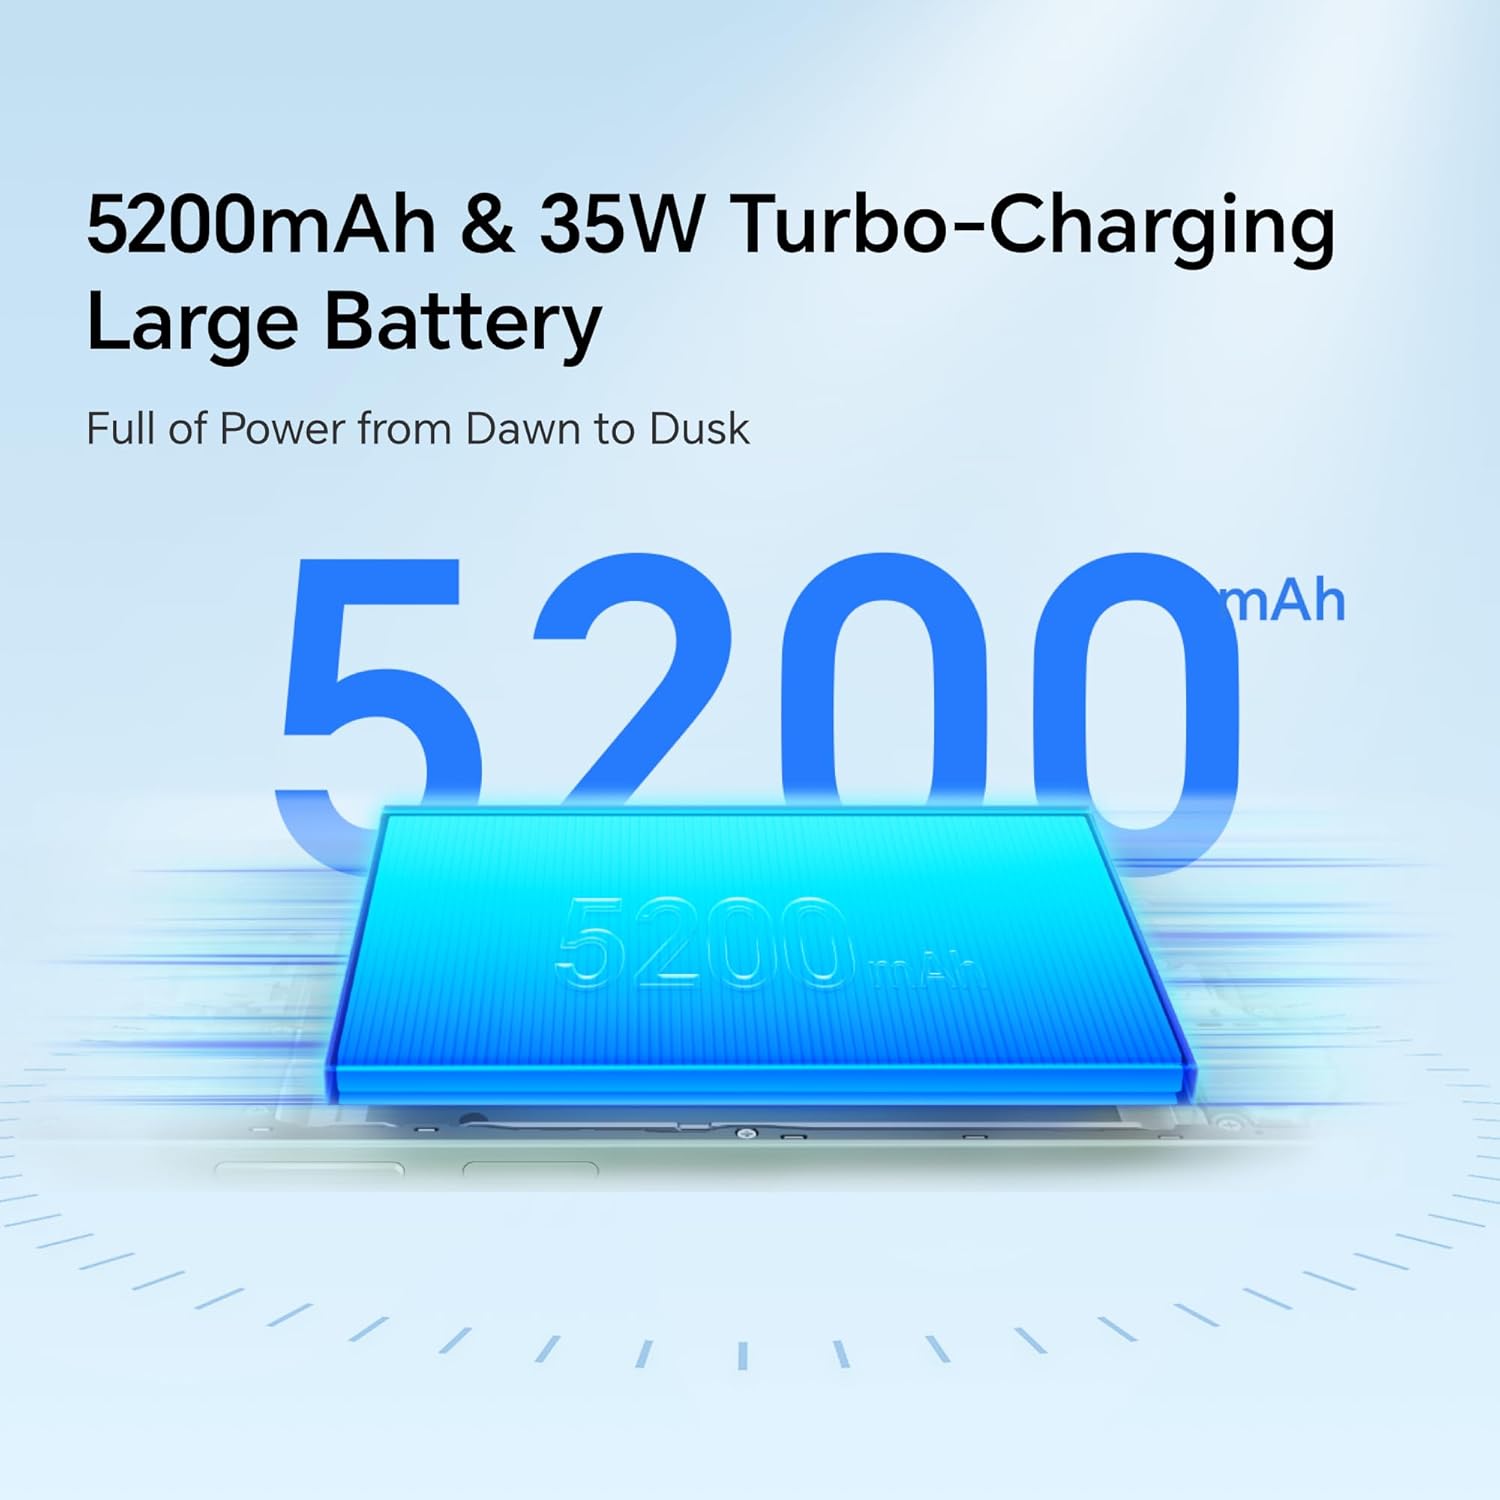 5200mAh & 35W Turbo-Charging
Large Battery
Full of Power from Dawn to Dusk
5200mAh
5200mAh